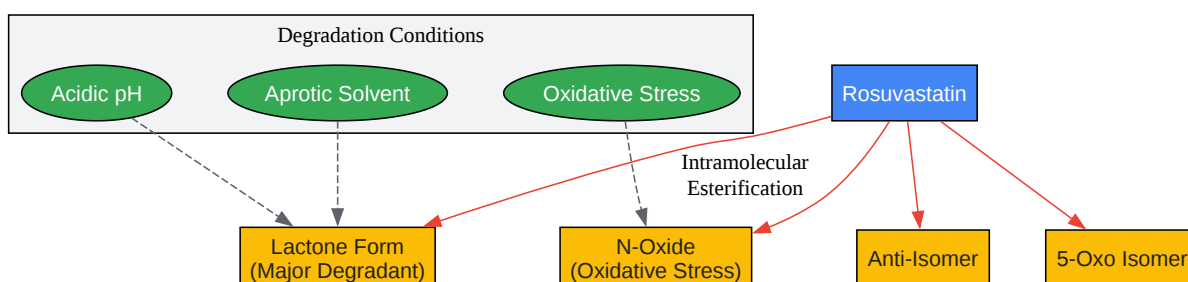 Degradation Conditions
Acidic pH
Aprotic Solvent
Oxidative Stress
Rosuvastatin
Intramolecular
Esterification
Lactone Form
(Major Degradant)
N-Oxide
(Oxidative Stress)
Anti-Isomer
5-Oxo Isomer